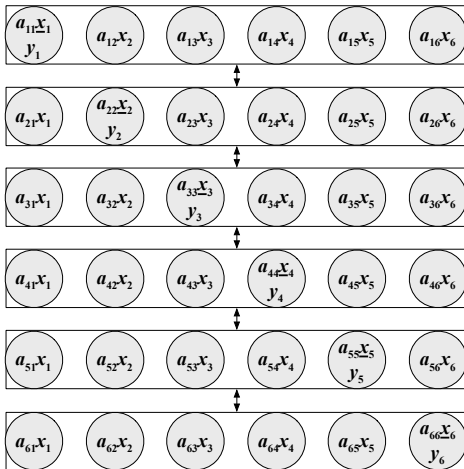 a₁₁x₁ a₁₂x₂ a₁₃x₃ a₁₄x₄ a₁₅x₅ a₁₆x₆
y₁
a₂₁x₁ a₂₂x₂ a₂₃x₃ a₂₄x₄ a₂₅x₅ a₂₆x₆
y₂
a₃₁x₁ a₃₂x₂ a₃₃x₃ a₃₄x₄ a₃₅x₅ a₃₆x₆
y₃
a₄₁x₁ a₄₂x₂ a₄₃x₃ a₄₄x₄ a₄₅x₅ a₄₆x₆
y₄
a₅₁x₁ a₅₂x₂ a₅₃x₃ a₅₄x₄ a₅₅x₅ a₅₆x₆
y₅
a₆₁x₁ a₆₂x₂ a₆₃x₃ a₆₄x₄ a₆₅x₅ a₆₆x₆
y₆